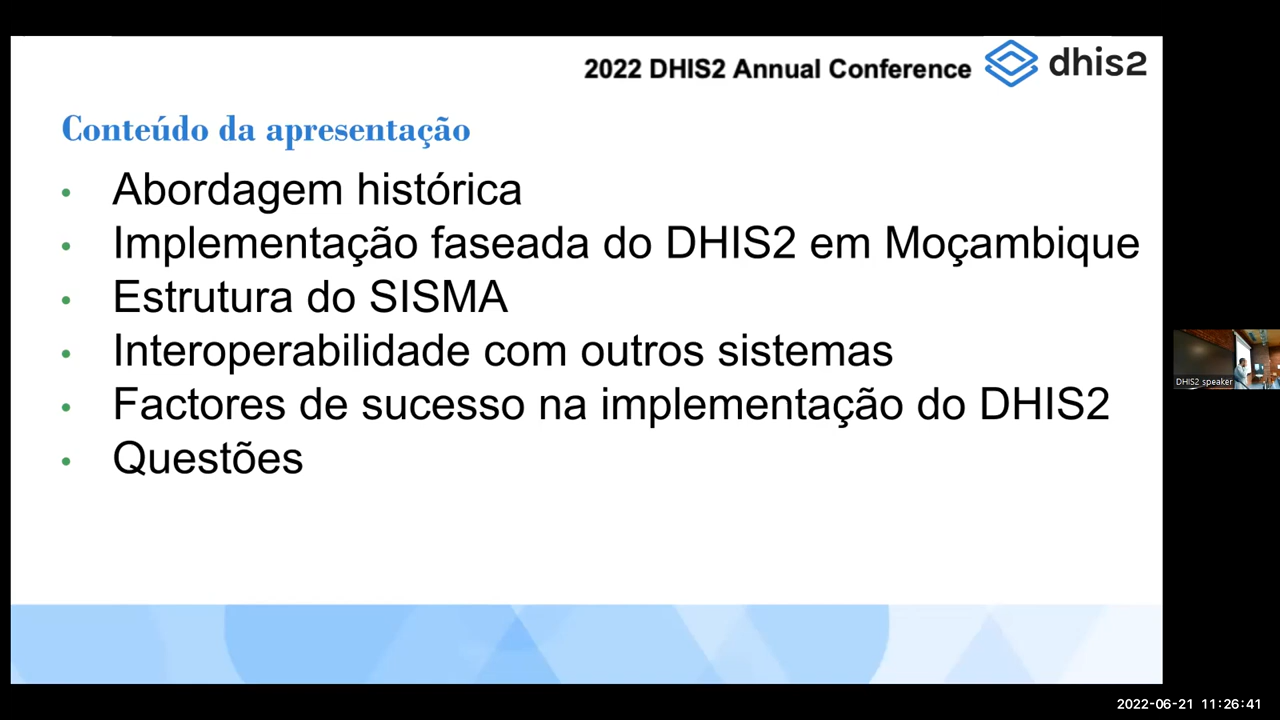 2022 DHIS2 Annual Conference dhis2
Conteúdo da apresentação
• Abordagem histórica
• Implementação faseada do DHIS2 em Moçambique
• Estrutura do SISMA
• Interoperabilidade com outros sistemas
• Factores de sucesso na implementação do DHIS2
• Questões
DHIS2 speaker
2022-06-21 11:26:41